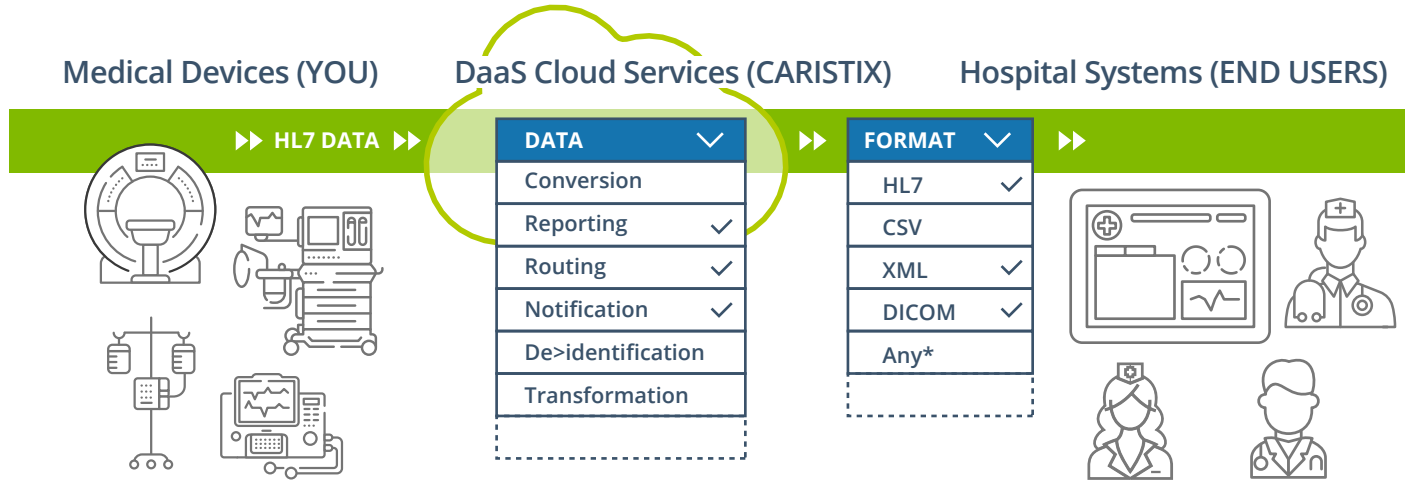 Medical Devices (YOU)
DaaS Cloud Services (CARISTIX)
Hospital Systems (END USERS)
HL7 DATA
DATA
Conversion
Reporting
Routing
Notification
De>identification
Transformation
FORMAT
HL7
CSV
XML
DICOM
Any*